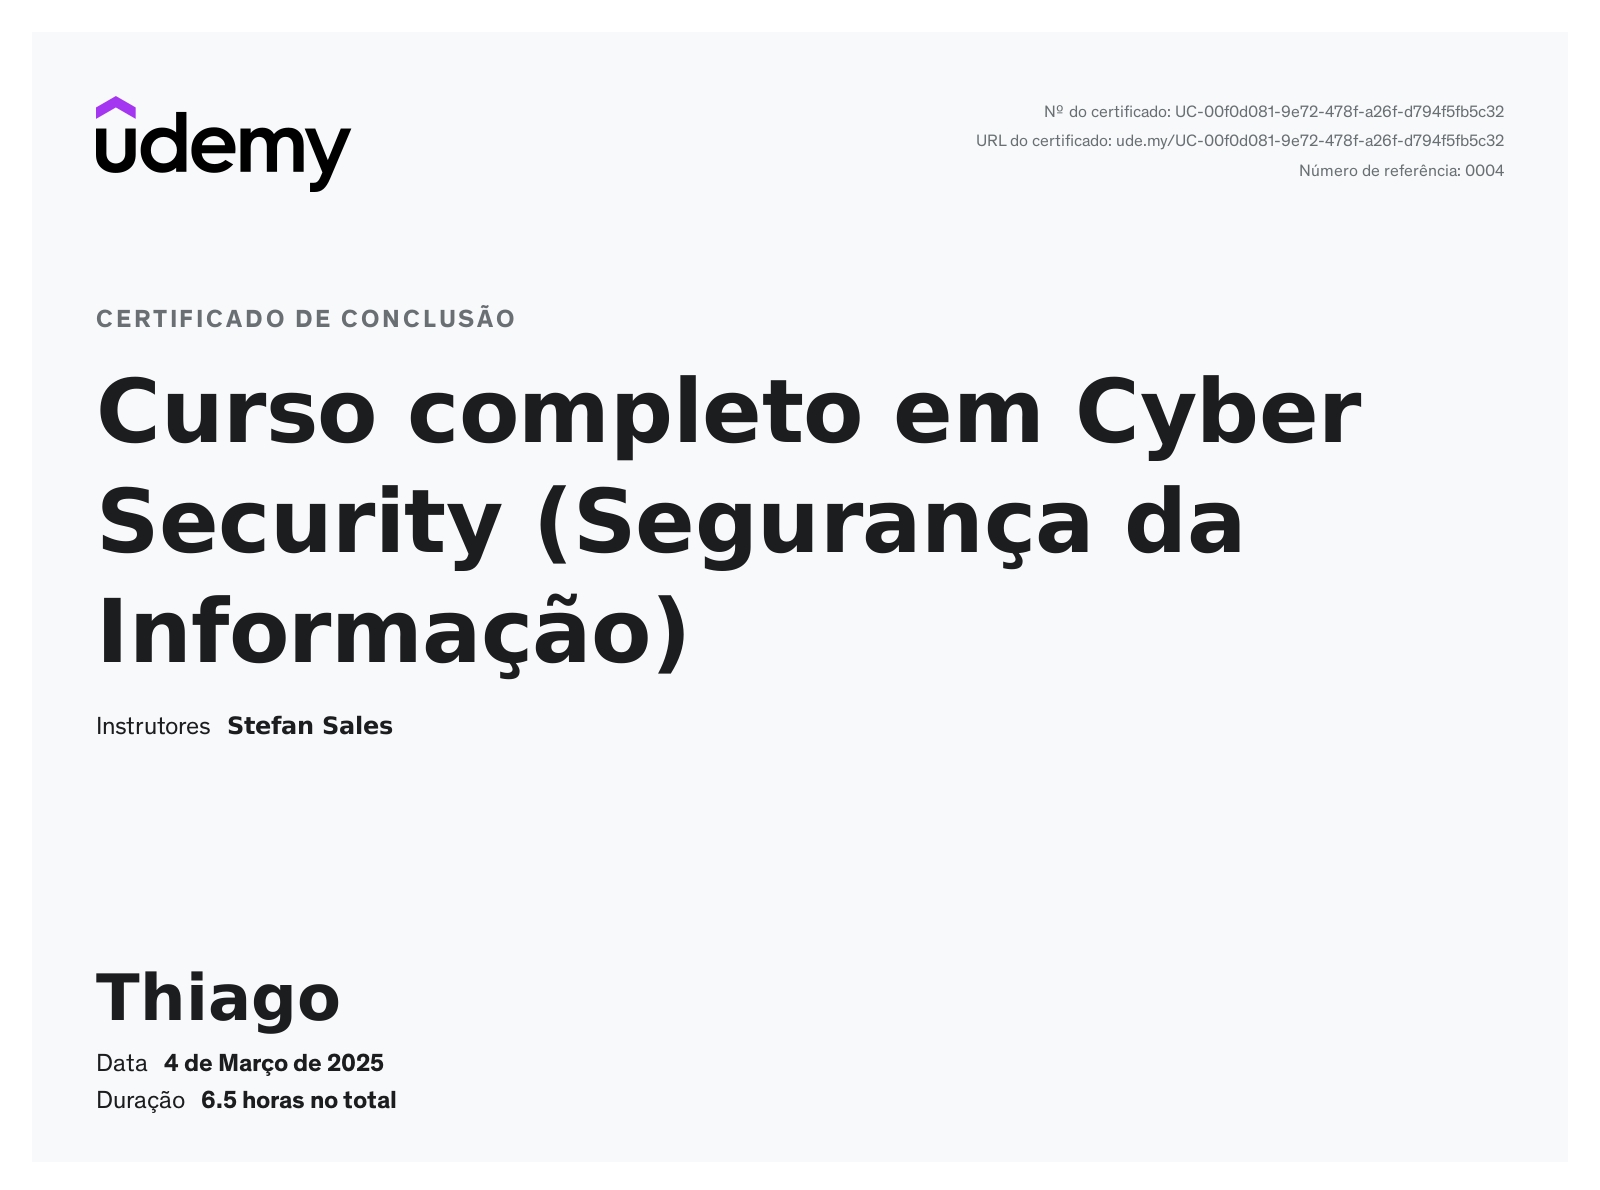 udemy
Nº do certificado: UC-00f0d081-9e72-478f-a26f-d794f5fb5c32
URL do certificado: ude.my/UC-00f0d081-9e72-478f-a26f-d794f5fb5c32
Número de referência: 0004
CERTIFICADO DE CONCLUSÃO
Curso completo em Cyber
Security (Segurança da
Informação)
Instrutores Stefan Sales
Thiago
Data 4 de Março de 2025
Duração 6.5 horas no total